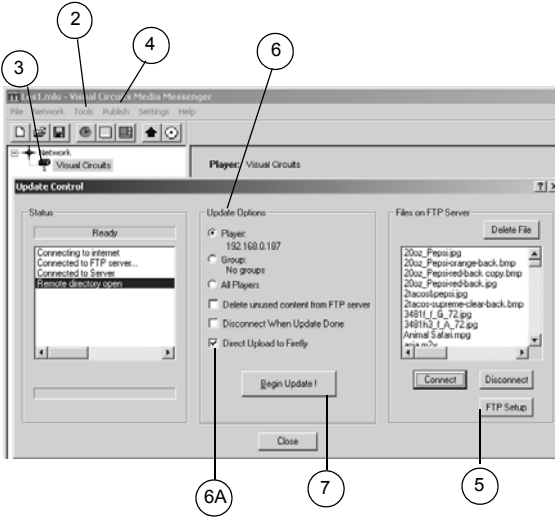 2
4
6
3
Test.mlu - Visual Circuits Media Messenger
File Network Tools Publish Settings Help
Network
Visual Circuits
Player: Visual Circuits
Update Control
Status
Ready
Connecting to internet
Connected to FTP server...
Connected to Server
Remote directory open
Update Options
Player:
192.168.0.187
Group:
No groups
All Players
Delete unused content from FTP server
Disconnect When Update Done
Direct Upload to Firefly
Begin Update !
Close
Files on FTP Server
Delete File
20oz_Pepsi.jpg
20oz_Pepsi-orange-back.bmp
20oz_Pepsi-red-back copy.bmp
20oz_Pepsi-red-back.jpg
2tacos&pepsi.jpg
2tacos-supreme-clear-back.bmp
3481f_f_G_72.jpg
3481h3_f_A_72.jpg
Animal Safari.mpg
asia.m2v
Connect
Disconnect
FTP Setup
6A
7
5